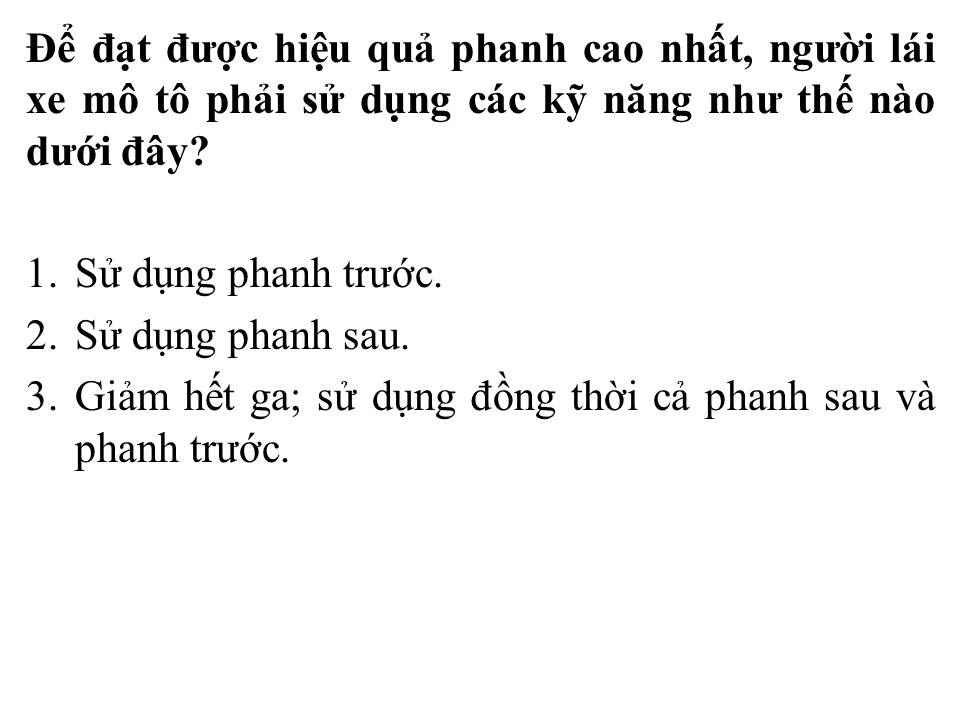 Để đạt được hiệu quả phanh cao nhất, người lái
xe mô tô phải sử dụng các kỹ năng như thế nào
dưới đây?
1. Sử dụng phanh trước.
2. Sử dụng phanh sau.
3. Giảm hết ga; sử dụng đồng thời cả phanh sau và
phanh trước.